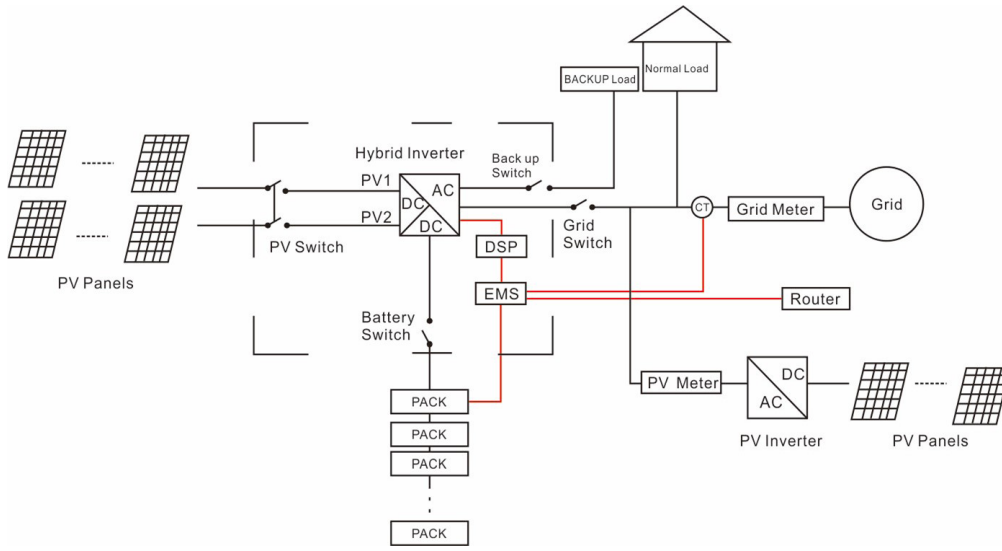 BACKUP Load
Normal Load
Hybrid Inverter
Back up
Switch
PV1
AC
DC
DC
PV2
CT
Grid Meter
Grid
PV Switch
Grid
Switch
DSP
PV Panels
EMS
Router
Battery
Switch
PV Meter
DC
AC
PACK
PV Inverter
PV Panels
PACK
PACK
PACK